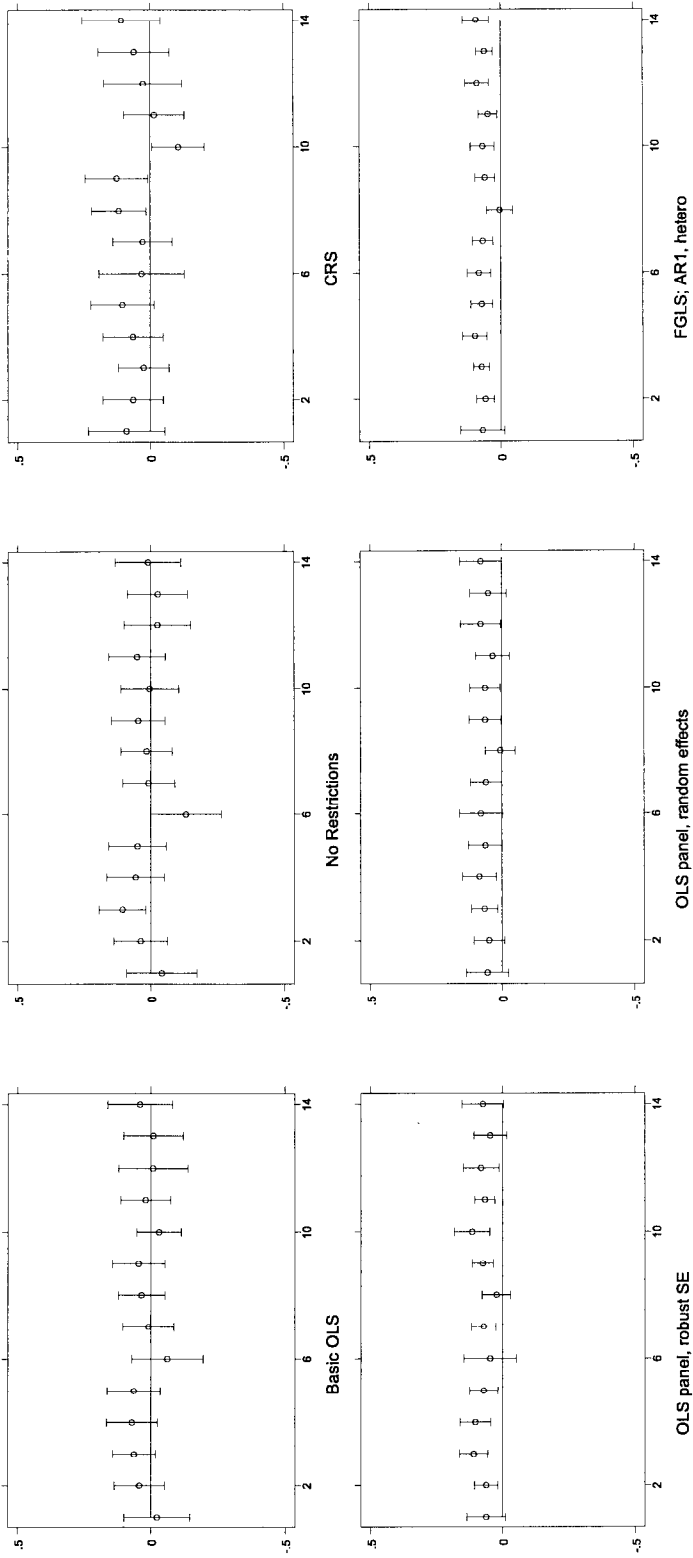 .5
0
-.5
2 6 10 14
Basic OLS
.5
0
-.5
2 6 10 14
No Restrictions
.5
0
-.5
2 6 10 14
CRS
.5
0
-.5
2 6 10 14
OLS panel, robust SE
.5
0
-.5
2 6 10 14
OLS panel, random effects
.5
0
-.5
2 6 10 14
FGLS; AR1, hetero